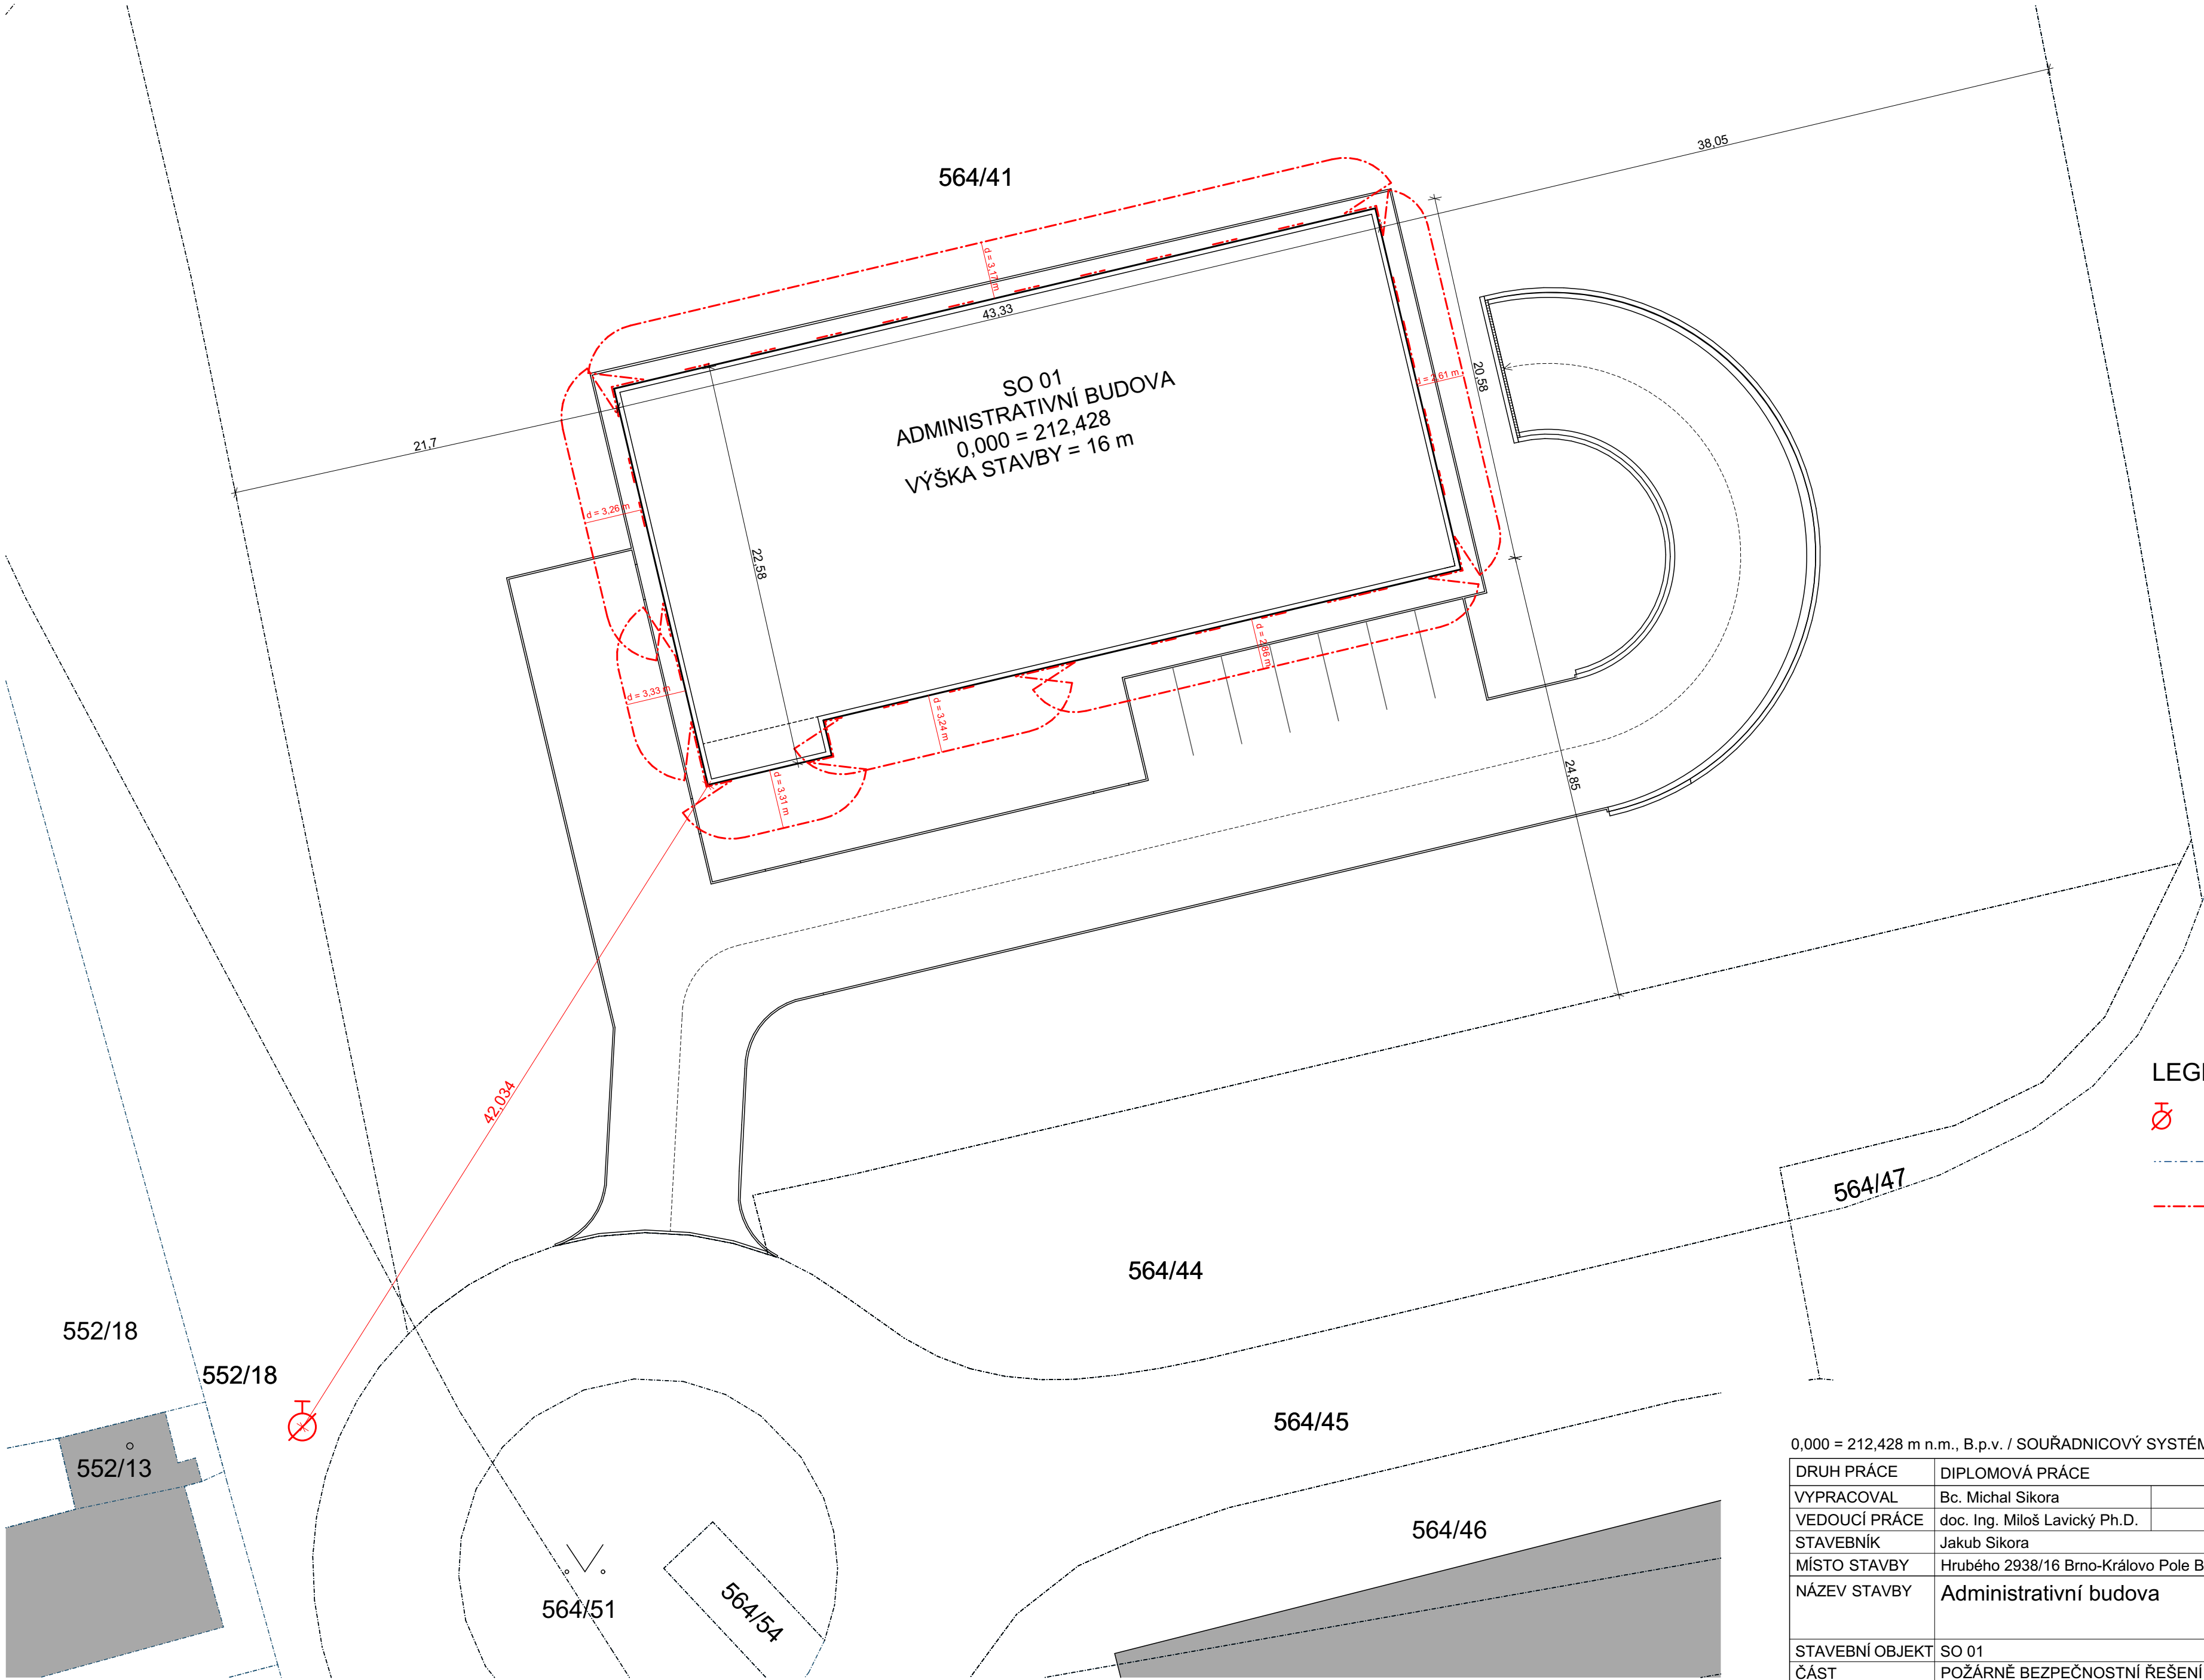 38,05
564/41
d = 3,17 m
43,33
SO 01
ADMINISTRATIVNÍ BUDOVA
0,000 = 212,428
VÝŠKA STAVBY = 16 m
20,58
d = 2,61 m
21,7
d = 3,26 m
22,58
d = 2,86 m
d = 3,33 m
d = 3,24 m
d = 3,31 m
24,85
42,034
564/47
564/44
552/18
552/18
564/45
552/13
564/46
564/51
564/54
0,000 = 212,428 m n.m., B.p.v. / SOUŘADNICOVÝ
DRUH PRÁCE DIPLOMOVÁ PRÁCE
VYPRACOVAL Bc. Michal Sikora
VEDOUCÍ PRÁCE doc. Ing. Miloš Lavický Ph.D.
STAVEBNÍK Jakub Sikora
MÍSTO STAVBY Hrubého 2938/16 Brno-Královo Pole
NÁZEV STAVBY Administrativní budova
STAVEBNÍ OBJEKT SO 01
ČÁST POŽÁRNĚ BEZPEČNOSTNÍ ŘEŠENÍ